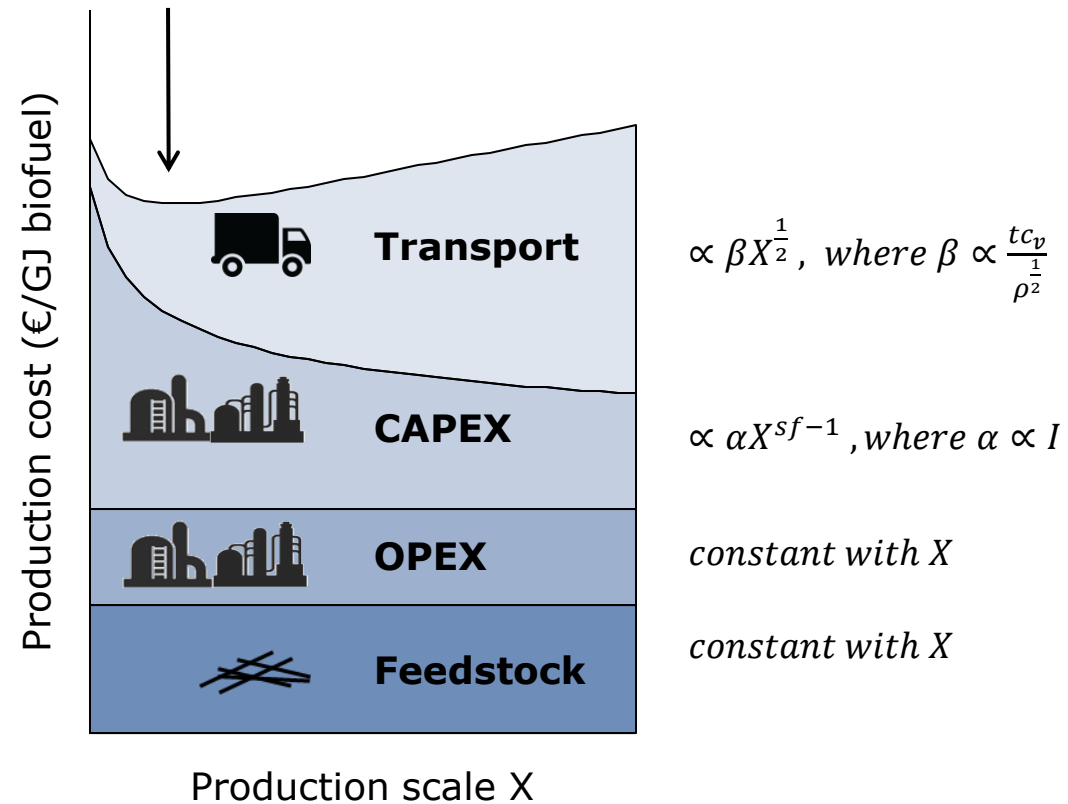 Production cost (€/GJ biofuel)
Transport
∝ βX^{1/2} , where β ∝ tc_v / ρ^{1/2}
CAPEX
∝ αX^{sf−1} , where α ∝ I
OPEX
constant with X
Feedstock
constant with X
Production scale X